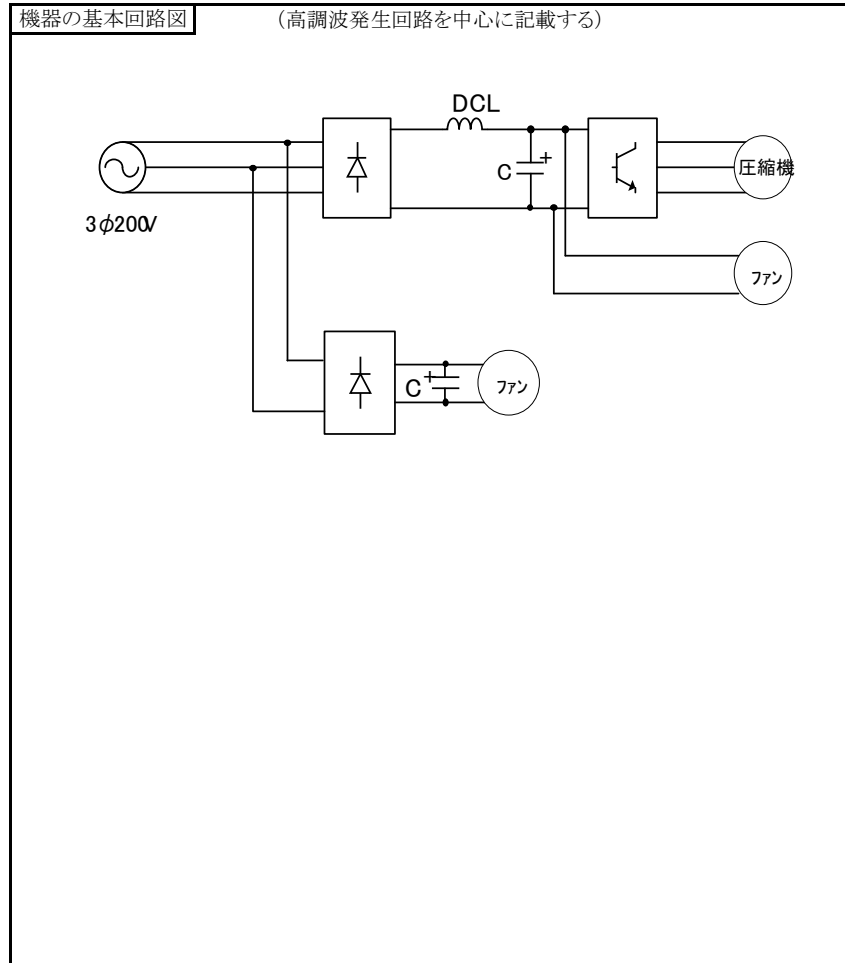 機器の基本回路図 （高調波発生回路を中心に記載する）
DCL
C +
圧縮機
3φ200V
ファン
C +
ファン